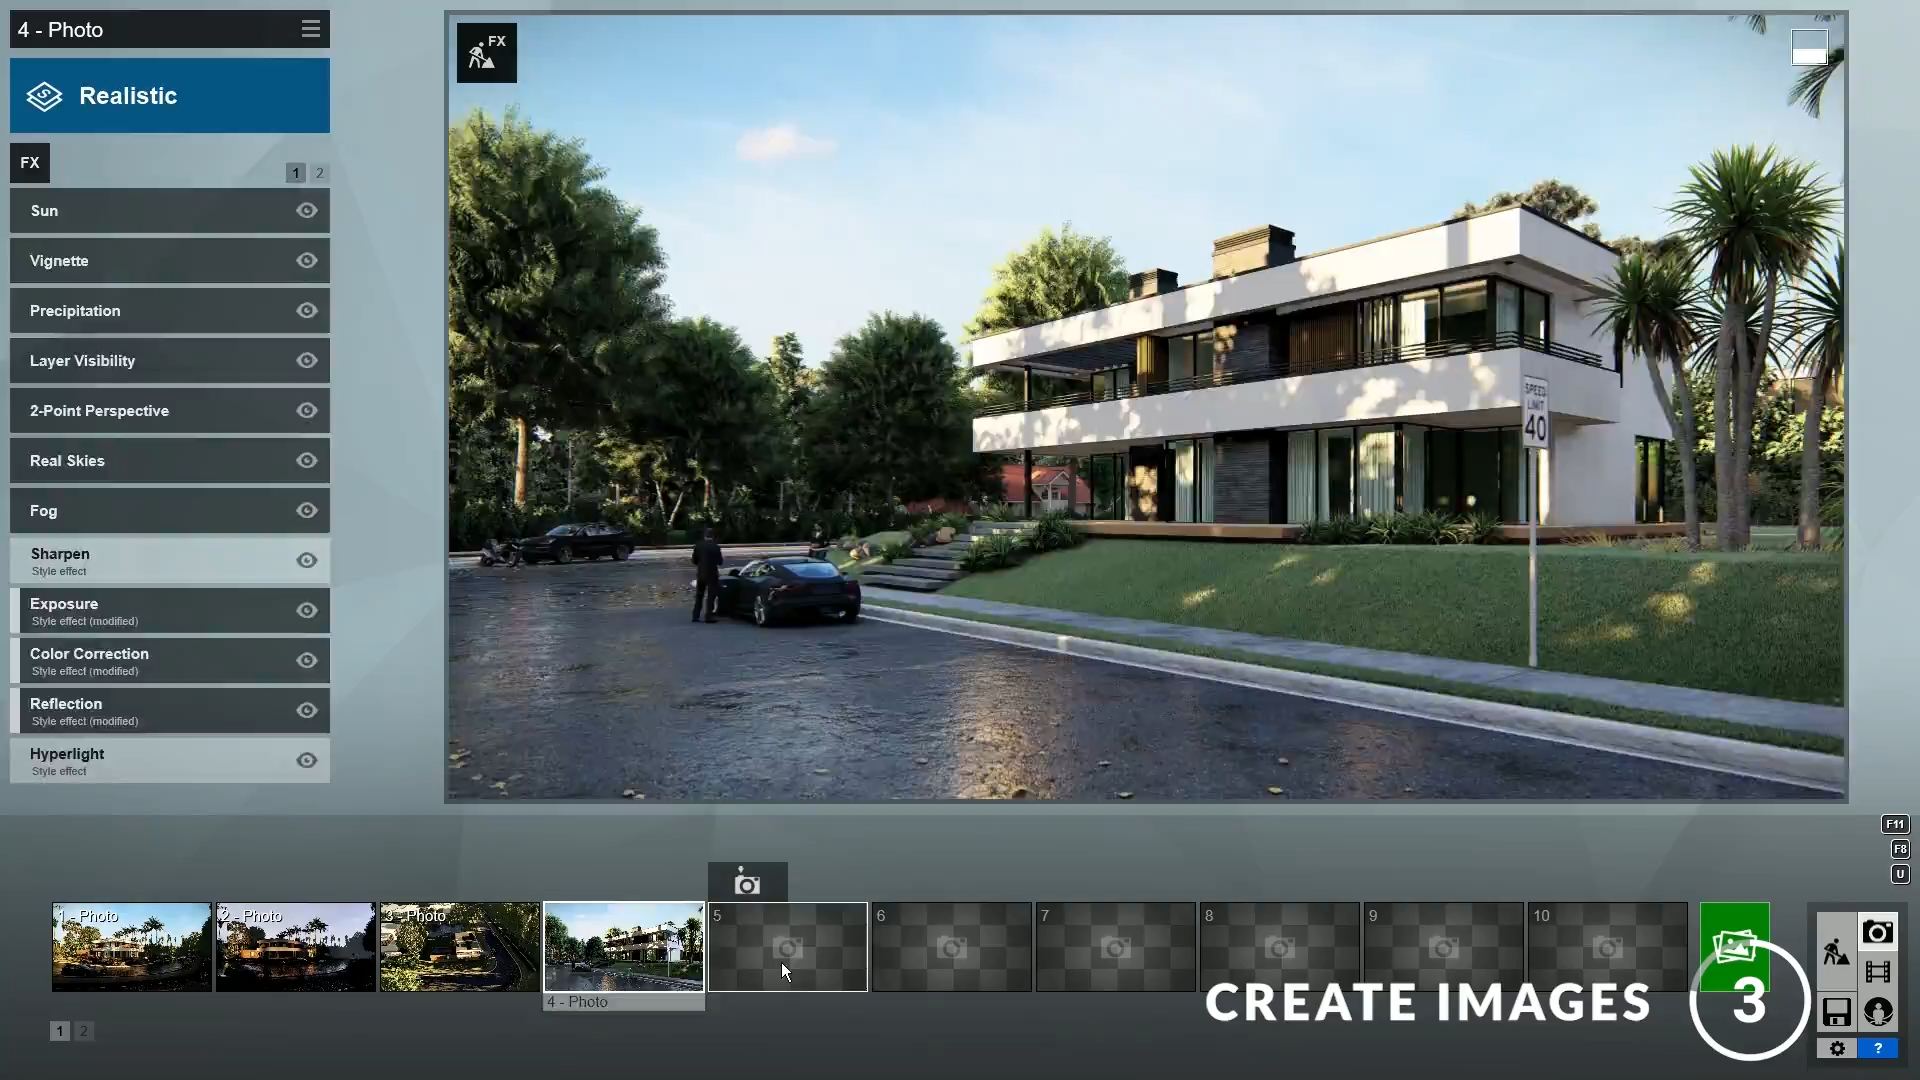 4 - Photo
Realistic
FX
1 2
Sun
Vignette
Precipitation
Layer Visibility
2-Point Perspective
Real Skies
Fog
Sharpen
Style effect
Exposure
Style effect (modified)
Color Correction
Style effect (modified)
Reflection
Style effect (modified)
Hyperlight
Style effect
FX
SPEED
LIMIT
40
F11
F8
U
1 - Photo
2 - Photo
3 - Photo
5
6
7
8
9
10
4 - Photo
CREATE IMAGES 3
1 2
?